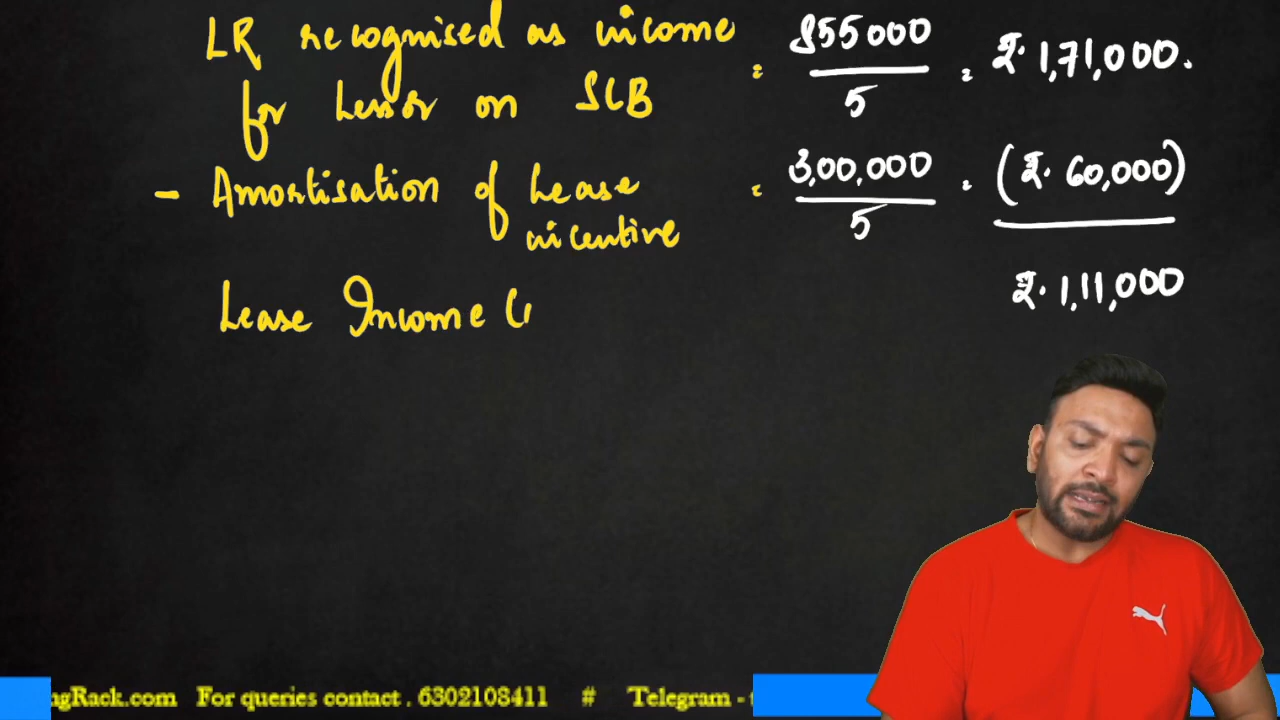 LR recognised as income = 855000 / 5 = ₹. 1,71,000.
for Lessor on SLB
- Amortisation of Lease incentive = 3,00,000 / 5 = (₹. 60,000)
₹. 1,11,000
Lease Income (
ngRack.com For queries contact . 6302108411 # Telegram -